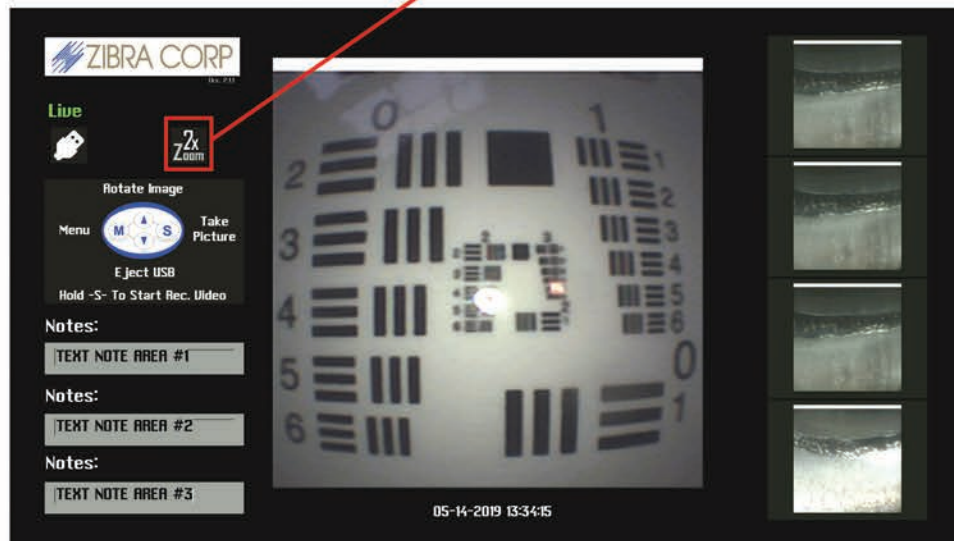 ZIBRA CORP
Live
2x
Zoom
Rotate Image
Menu
M
S
Take
Picture
Eject USB
Hold -S- To Start Rec. Video
Notes:
TEXT NOTE AREA #1
Notes:
TEXT NOTE AREA #2
Notes:
TEXT NOTE AREA #3
0
1
2
3
4
5
6
1
2
3
4
5
6
0
1
2
3
05-14-2019 13:34:15